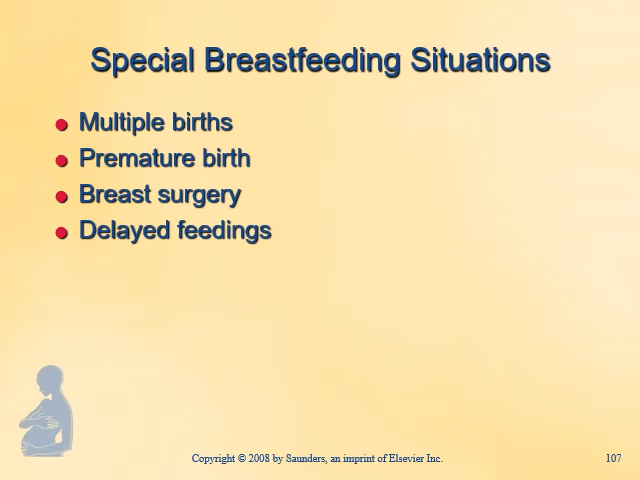 Special Breastfeeding Situations
Multiple births
Premature birth
Breast surgery
Delayed feedings
Copyright © 2008 by Saunders, an imprint of Elsevier Inc.
107